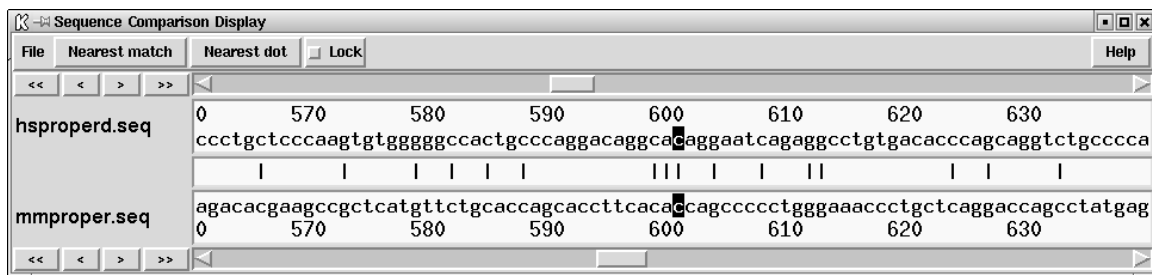 Sequence Comparison Display
File Nearest match Nearest dot Lock Help
<< < > >>
0 570 580 590 600 610 620 630
hsproperd.seq ccctgctcccaagtgtgggggccactgcccaggacaggcacaggaatcagaggcctgtgacacccagcaggtctgcccca
mmproper.seq agacacgaagccgctcatgttctgcaccagcaccttcacaccagccccctgggaaaccctgctcaggaccagcctatgag
0 570 580 590 600 610 620 630
<< < > >>